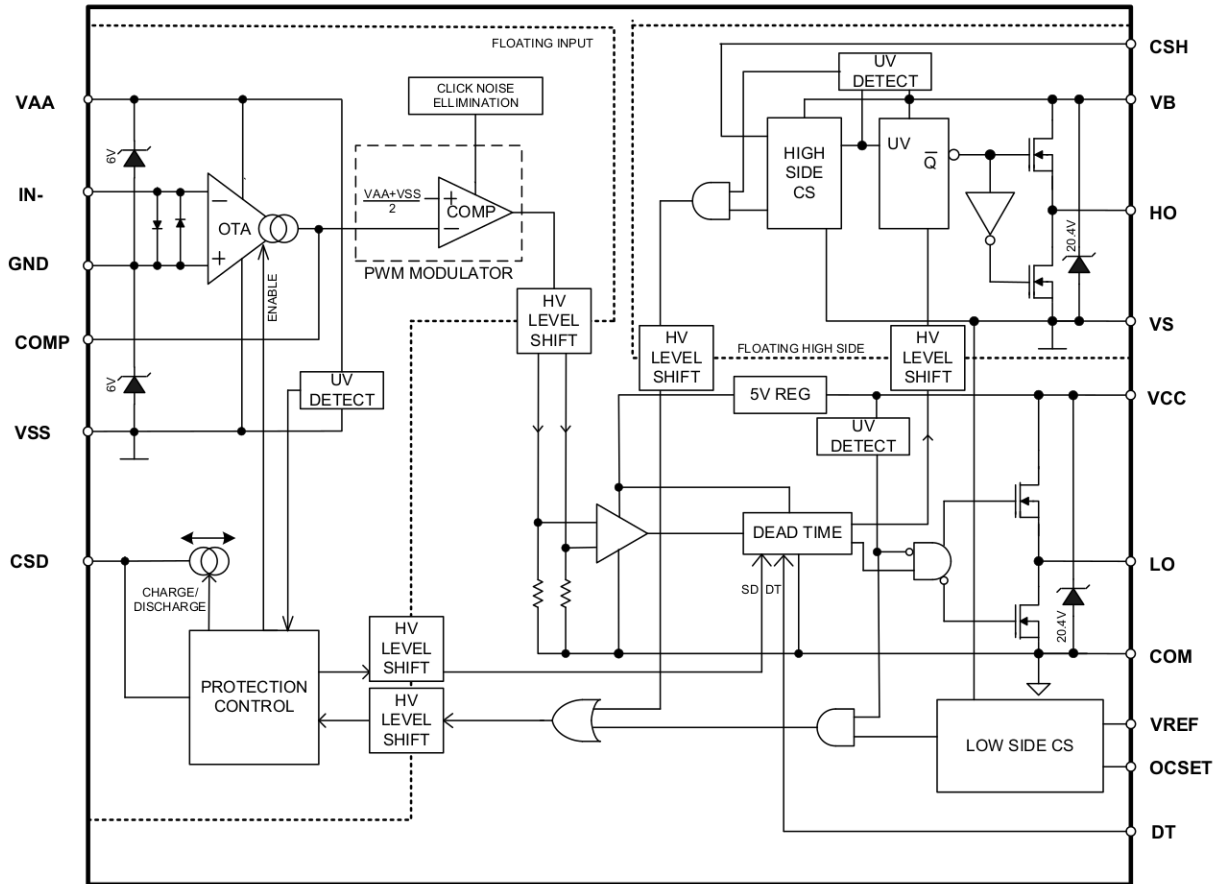 FLOATING INPUT
CSH
UV
DETECT
VAA
CLICK NOISE
ELLIMINATION
VB
6V
HIGH
SIDE
CS
UV
Q̅
IN-
VAA+VSS
2
+
COMP
−
−
OTA
+
PWM MODULATOR
HO
20.4V
GND
ENABLE
HV
LEVEL
SHIFT
VS
COMP
HV
LEVEL
SHIFT
FLOATING HIGH SIDE
HV
LEVEL
SHIFT
6V
UV
DETECT
5V REG
VCC
VSS
UV
DETECT
DEAD TIME
CSD
LO
CHARGE/
DISCHARGE
SD
DT
20.4V
HV
LEVEL
SHIFT
COM
PROTECTION
CONTROL
HV
LEVEL
SHIFT
VREF
LOW SIDE CS
OCSET
DT